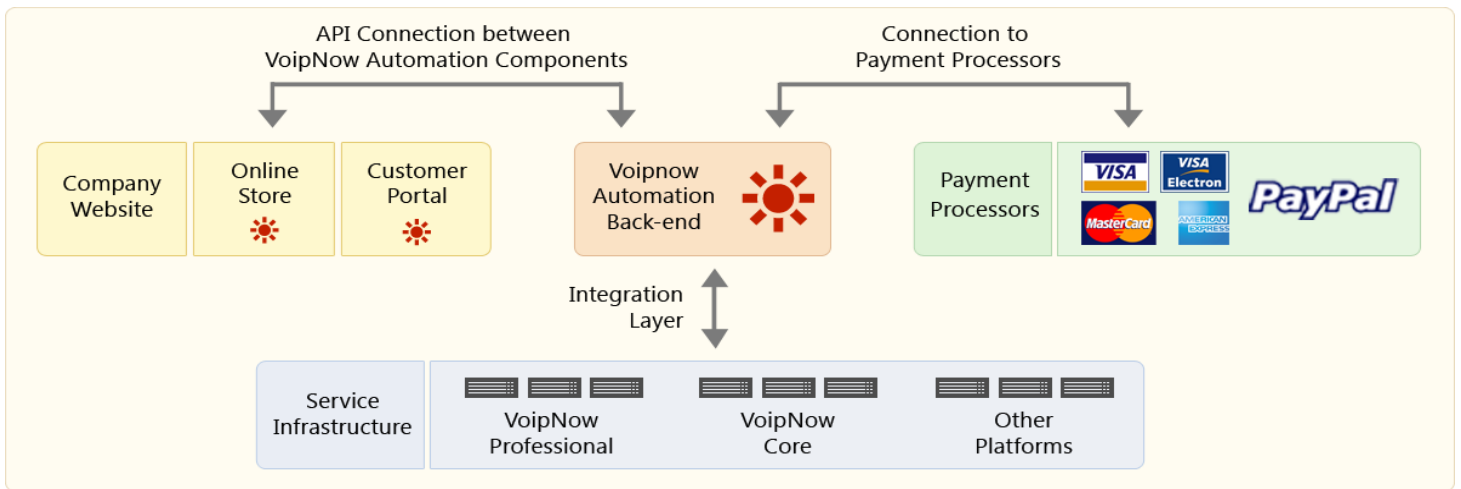 API Connection between
VoipNow Automation Components
Connection to
Payment Processors
Company
Website
Online
Store
Customer
Portal
Voipnow
Automation
Back-end
Payment
Processors
VISA
VISA
Electron
MasterCard
AMERICAN
EXPRESS
PayPal
Integration
Layer
Service
Infrastructure
VoipNow
Professional
VoipNow
Core
Other
Platforms